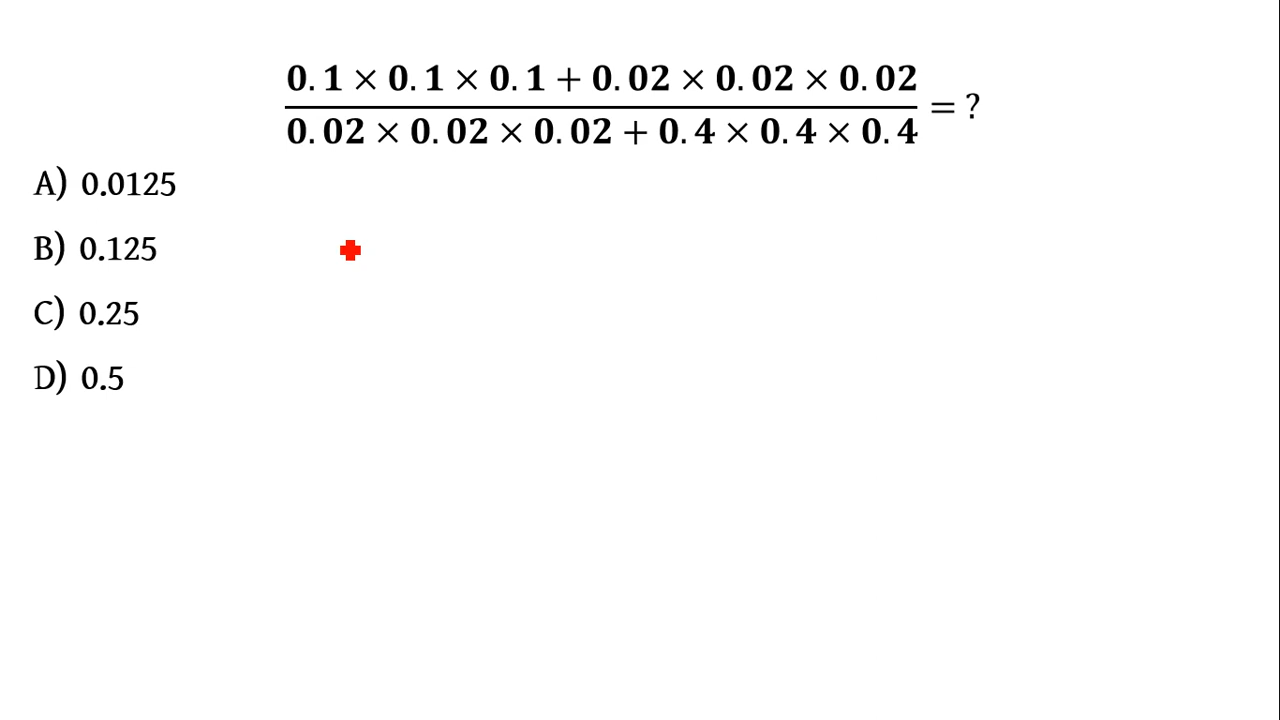 0.1 × 0.1 × 0.1 + 0.02 × 0.02 × 0.02
0.02 × 0.02 × 0.02 + 0.4 × 0.4 × 0.4 = ?
A) 0.0125
B) 0.125
C) 0.25
D) 0.5